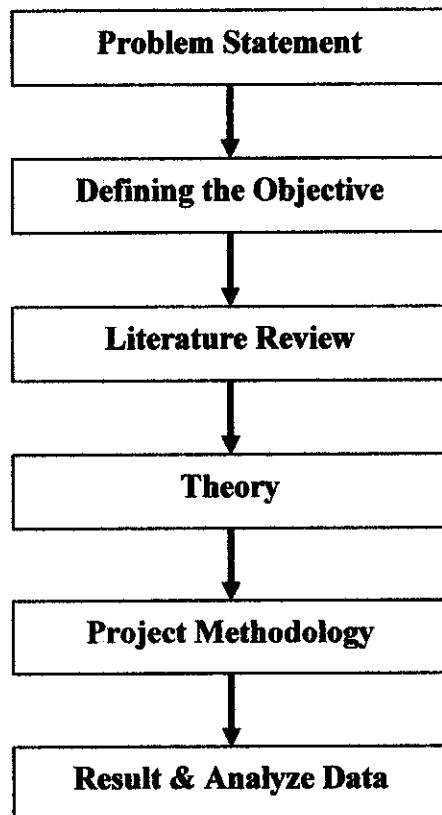 Problem Statement
Defining the Objective
Literature Review
Theory
Project Methodology
Result & Analyze Data